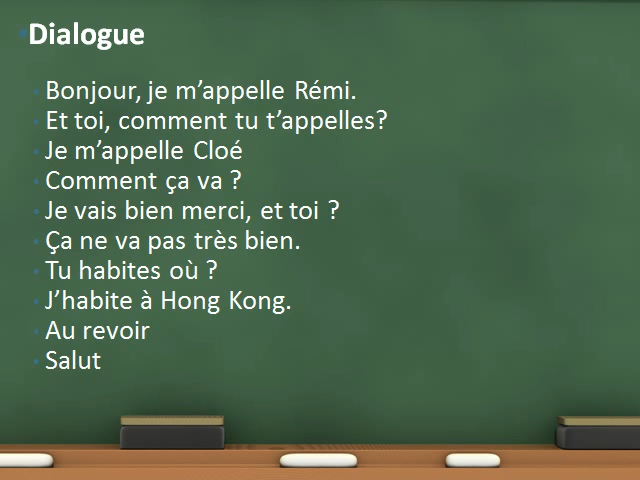 Dialogue
Bonjour, je m’appelle Rémi.
Et toi, comment tu t’appelles?
Je m’appelle Cloé
Comment ça va ?
Je vais bien merci, et toi ?
Ça ne va pas très bien.
Tu habites où ?
J’habite à Hong Kong.
Au revoir
Salut